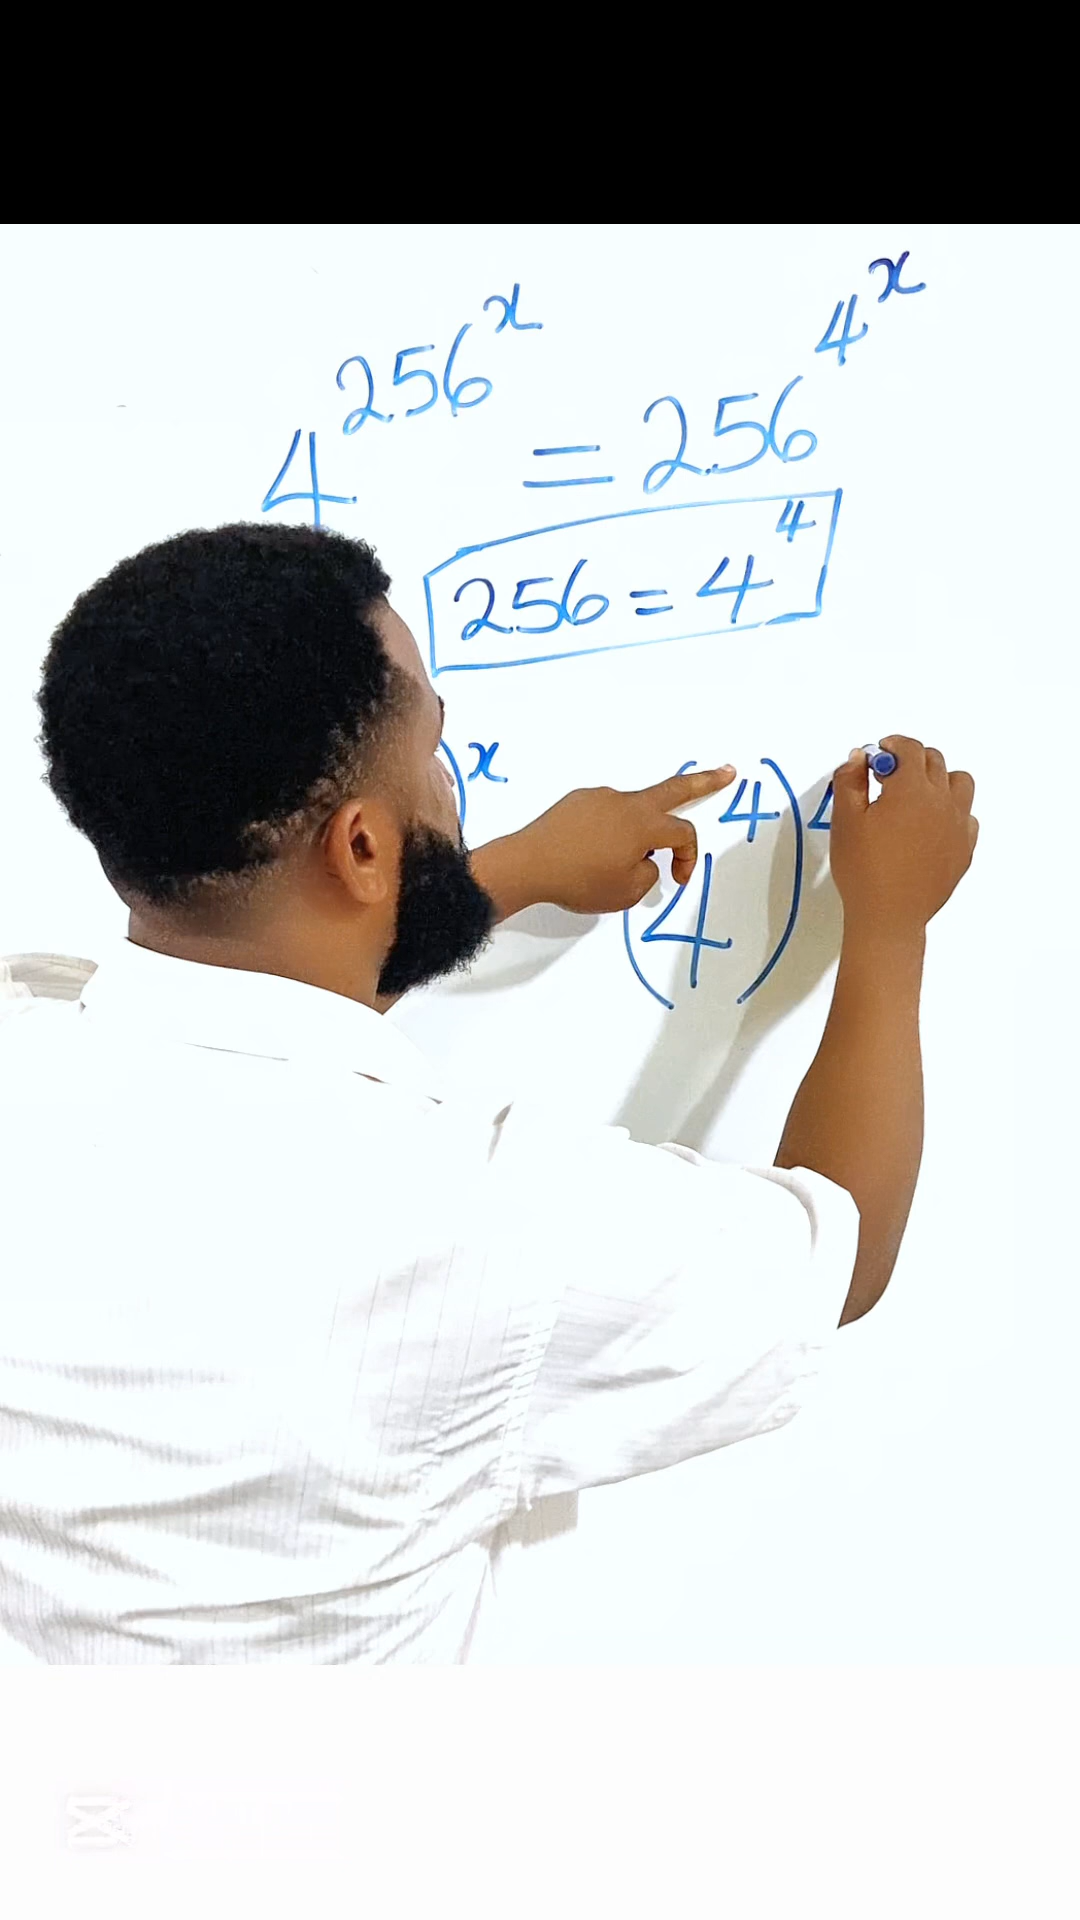 4^256^x = 256^4^x
256 = 4^4
)^x (4^4)^4